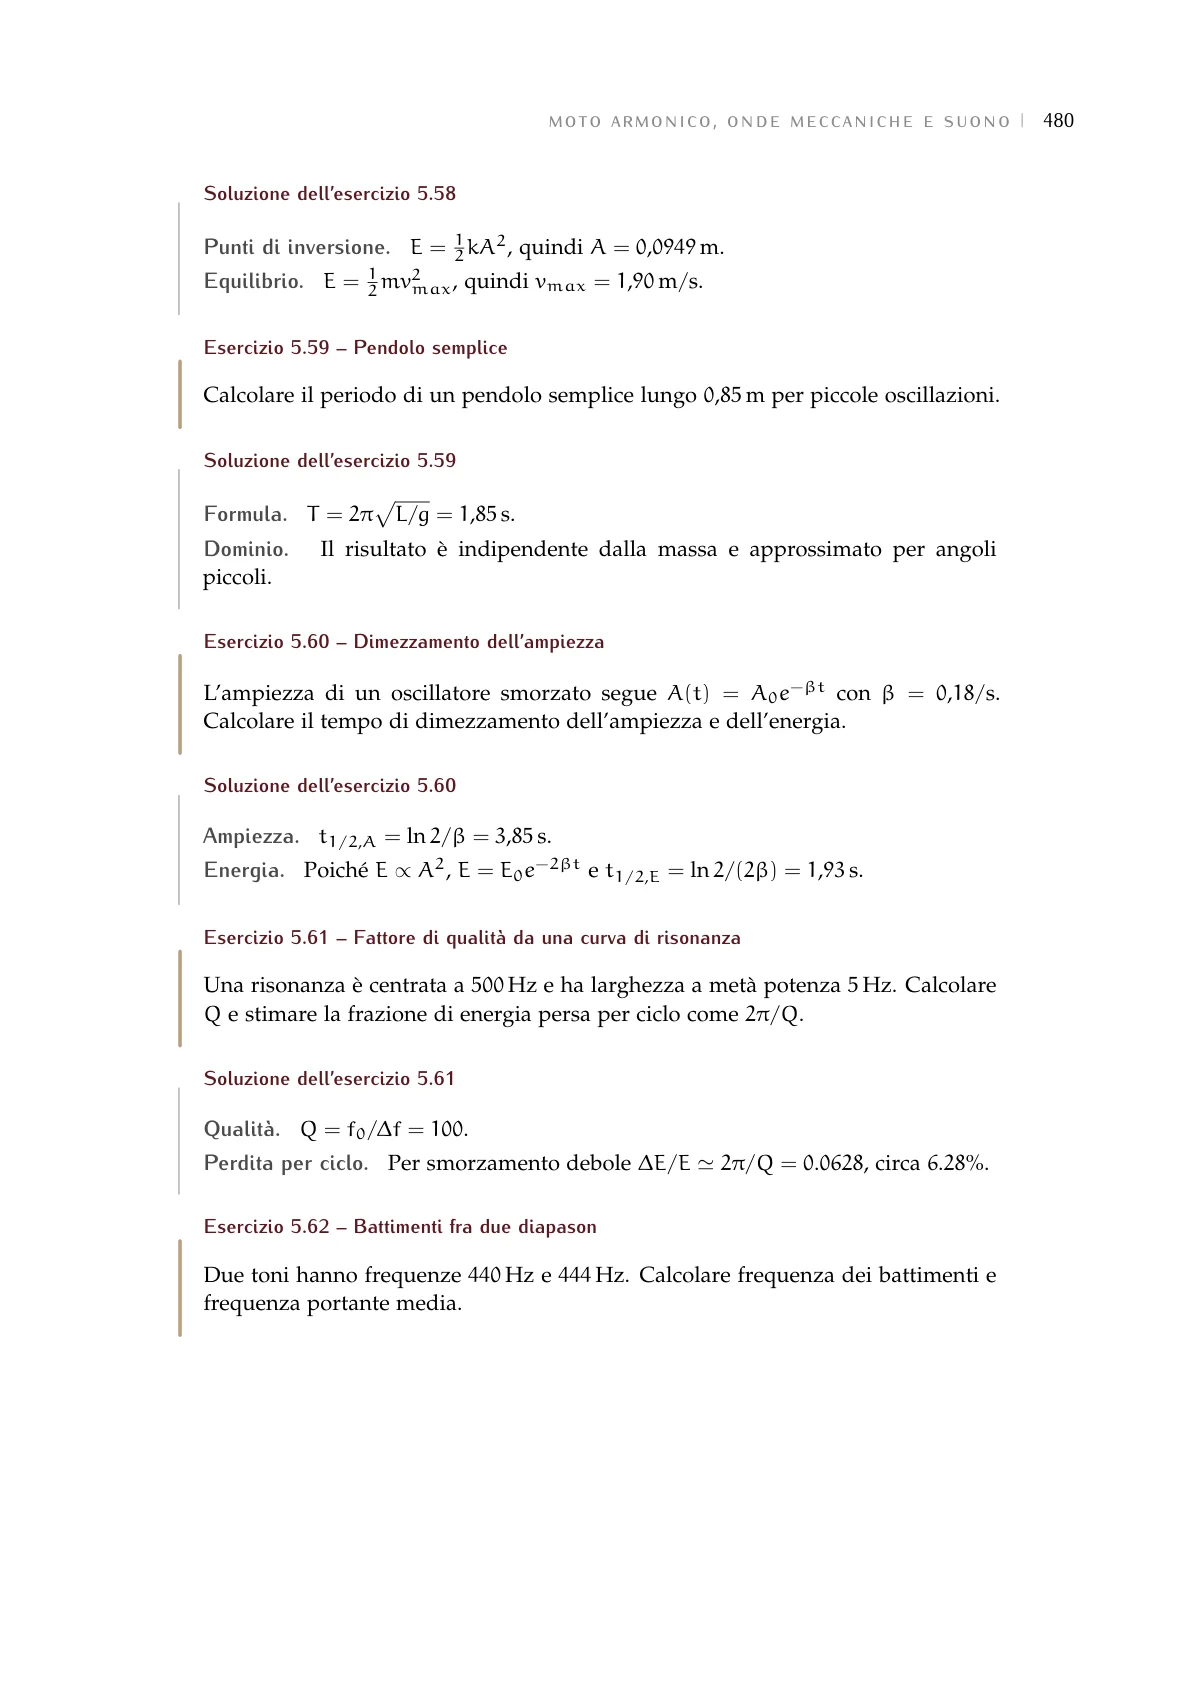 MOTO ARMONICO, ONDE MECCANICHE E SUONO | 480
Soluzione dell'esercizio 5.58
Punti di inversione. E = ½kA², quindi A = 0,0949 m.
Equilibrio. E = ½mv²ₘₐₓ, quindi vₘₐₓ = 1,90 m/s.
Esercizio 5.59 – Pendolo semplice
Calcolare il periodo di un pendolo semplice lungo 0,85 m per piccole oscillazioni.
Soluzione dell'esercizio 5.59
Formula. T = 2π√(L/g) = 1,85 s.
Dominio. Il risultato è indipendente dalla massa e approssimato per angoli
piccoli.
Esercizio 5.60 – Dimezzamento dell'ampiezza
L'ampiezza di un oscillatore smorzato segue A(t) = A₀e^{−βt} con β = 0,18/s.
Calcolare il tempo di dimezzamento dell'ampiezza e dell'energia.
Soluzione dell'esercizio 5.60
Ampiezza. t_{1/2,A} = ln 2/β = 3,85 s.
Energia. Poiché E ∝ A², E = E₀e^{−2βt} e t_{1/2,E} = ln 2/(2β) = 1,93 s.
Esercizio 5.61 – Fattore di qualità da una curva di risonanza
Una risonanza è centrata a 500 Hz e ha larghezza a metà potenza 5 Hz. Calcolare
Q e stimare la frazione di energia persa per ciclo come 2π/Q.
Soluzione dell'esercizio 5.61
Qualità. Q = f₀/Δf = 100.
Perdita per ciclo. Per smorzamento debole ΔE/E ≃ 2π/Q = 0.0628, circa 6.28%.
Esercizio 5.62 – Battimenti fra due diapason
Due toni hanno frequenze 440 Hz e 444 Hz. Calcolare frequenza dei battimenti e
frequenza portante media.